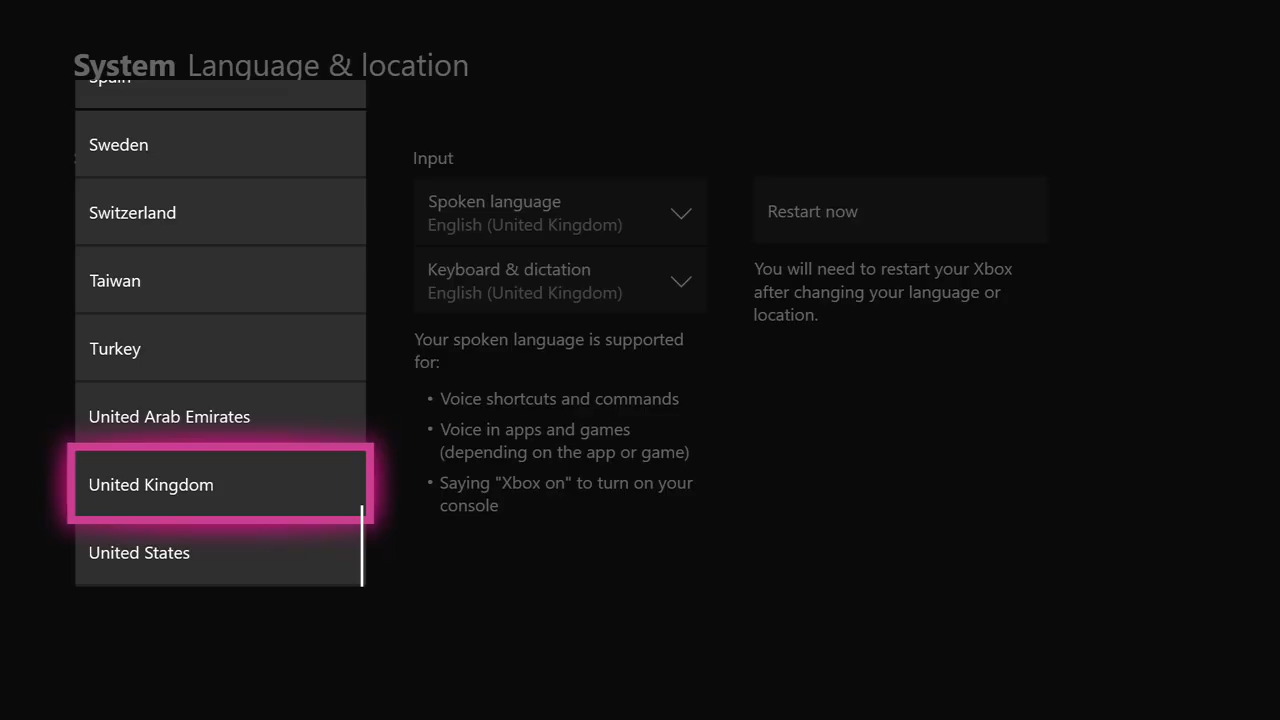 System Language & location
Spain
Sweden
Switzerland
Taiwan
Turkey
United Arab Emirates
United Kingdom
United States
Input
Spoken language
English (United Kingdom)
Keyboard & dictation
English (United Kingdom)
Your spoken language is supported
for:
• Voice shortcuts and commands
• Voice in apps and games
(depending on the app or game)
• Saying "Xbox on" to turn on your
console
Restart now
You will need to restart your Xbox
after changing your language or
location.